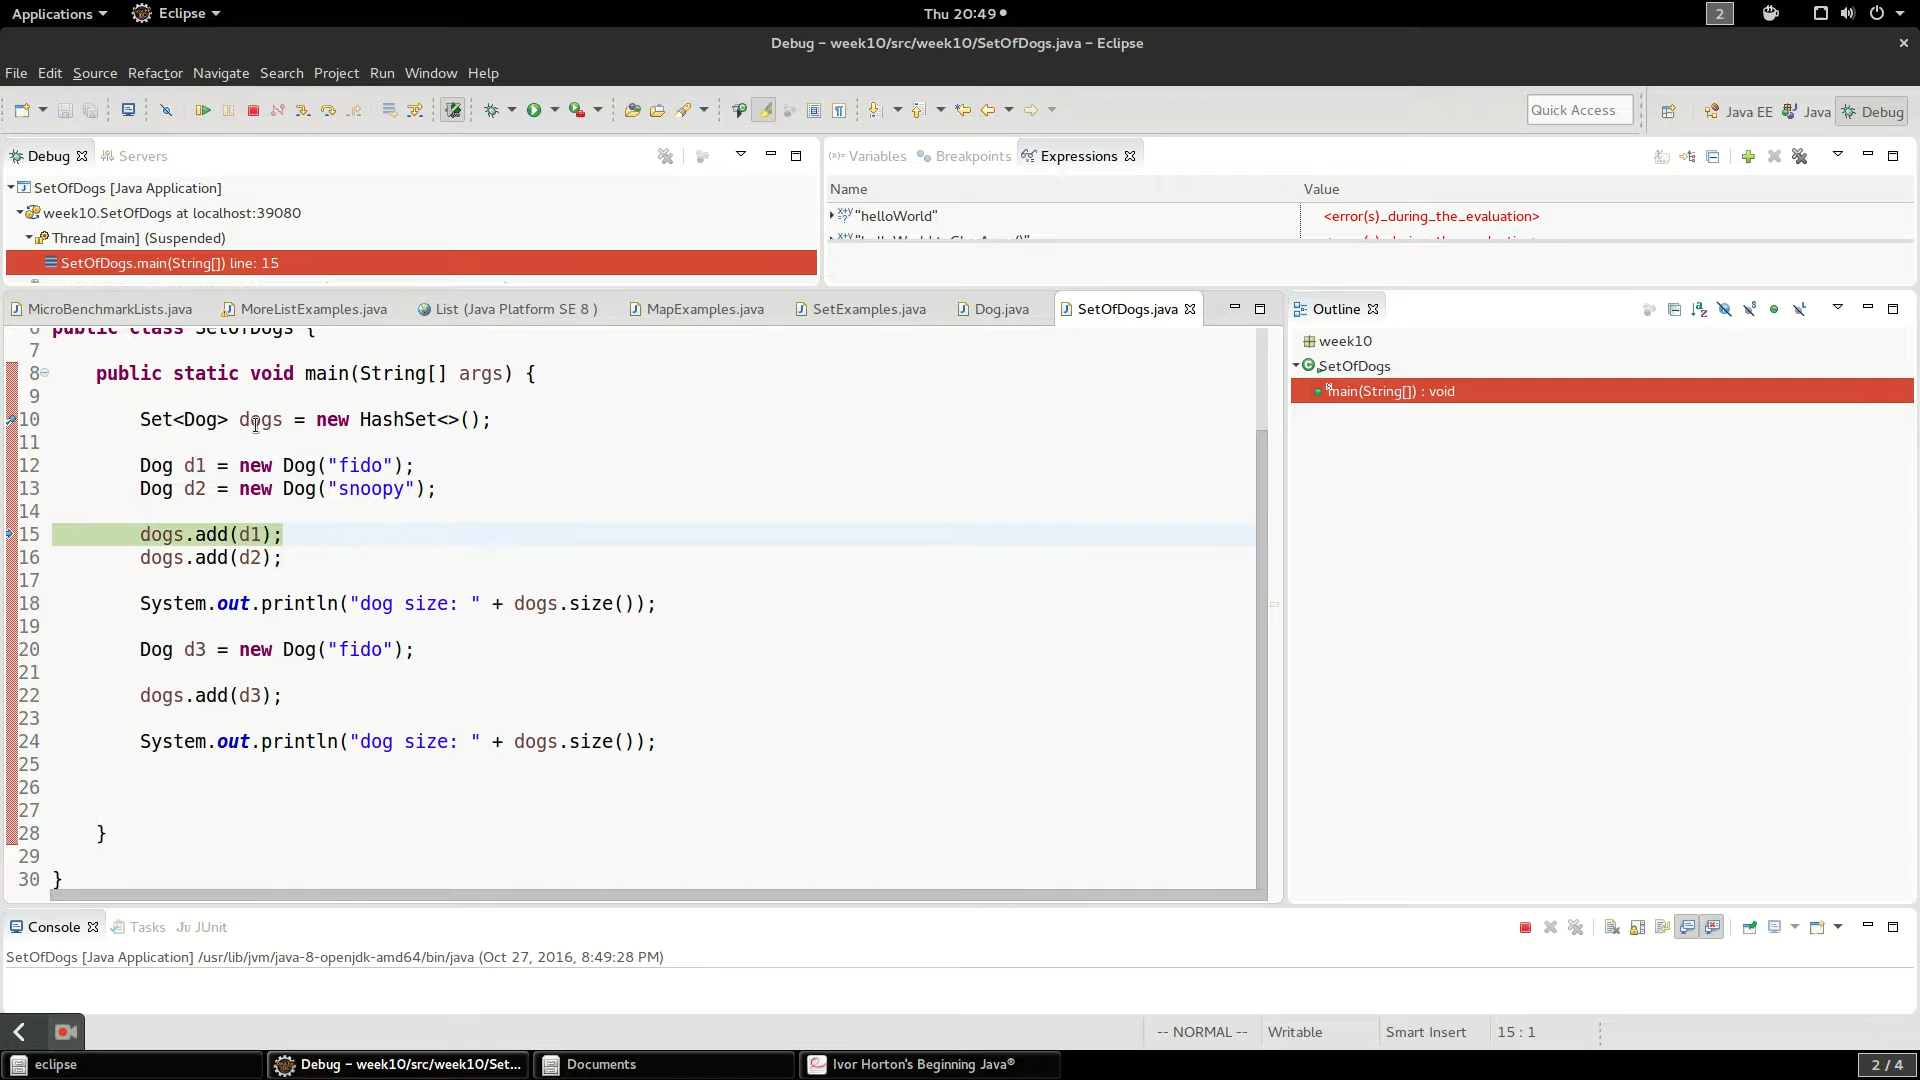 Applications Eclipse Thu 20:49 2
Debug – week10/src/week10/SetOfDogs.java – Eclipse
File Edit Source Refactor Navigate Search Project Run Window Help
Quick Access Java EE Java Debug
Debug Servers
SetOfDogs [Java Application]
week10.SetOfDogs at localhost:39080
Thread [main] (Suspended)
SetOfDogs.main(String[]) line: 15
Variables Breakpoints Expressions
Name Value
"helloWorld" <error(s)_during_the_evaluation>
MicroBenchmarkLists.java MoreListExamples.java List (Java Platform SE 8 ) MapExamples.java SetExamples.java Dog.java SetOfDogs.java
6 public class SetOfDogs {
7
8 public static void main(String[] args) {
9
10 Set<Dog> dogs = new HashSet<>();
11
12 Dog d1 = new Dog("fido");
13 Dog d2 = new Dog("snoopy");
14
15 dogs.add(d1);
16 dogs.add(d2);
17
18 System.out.println("dog size: " + dogs.size());
19
20 Dog d3 = new Dog("fido");
21
22 dogs.add(d3);
23
24 System.out.println("dog size: " + dogs.size());
25
26
27
28 }
29
30 }
Outline
week10
SetOfDogs
main(String[]) : void
Console Tasks JUnit
SetOfDogs [Java Application] /usr/lib/jvm/java-8-openjdk-amd64/bin/java (Oct 27, 2016, 8:49:28 PM)
-- NORMAL -- Writable Smart Insert 15 : 1
eclipse Debug – week10/src/week10/Set... Documents Ivor Horton's Beginning Java® 2 / 4